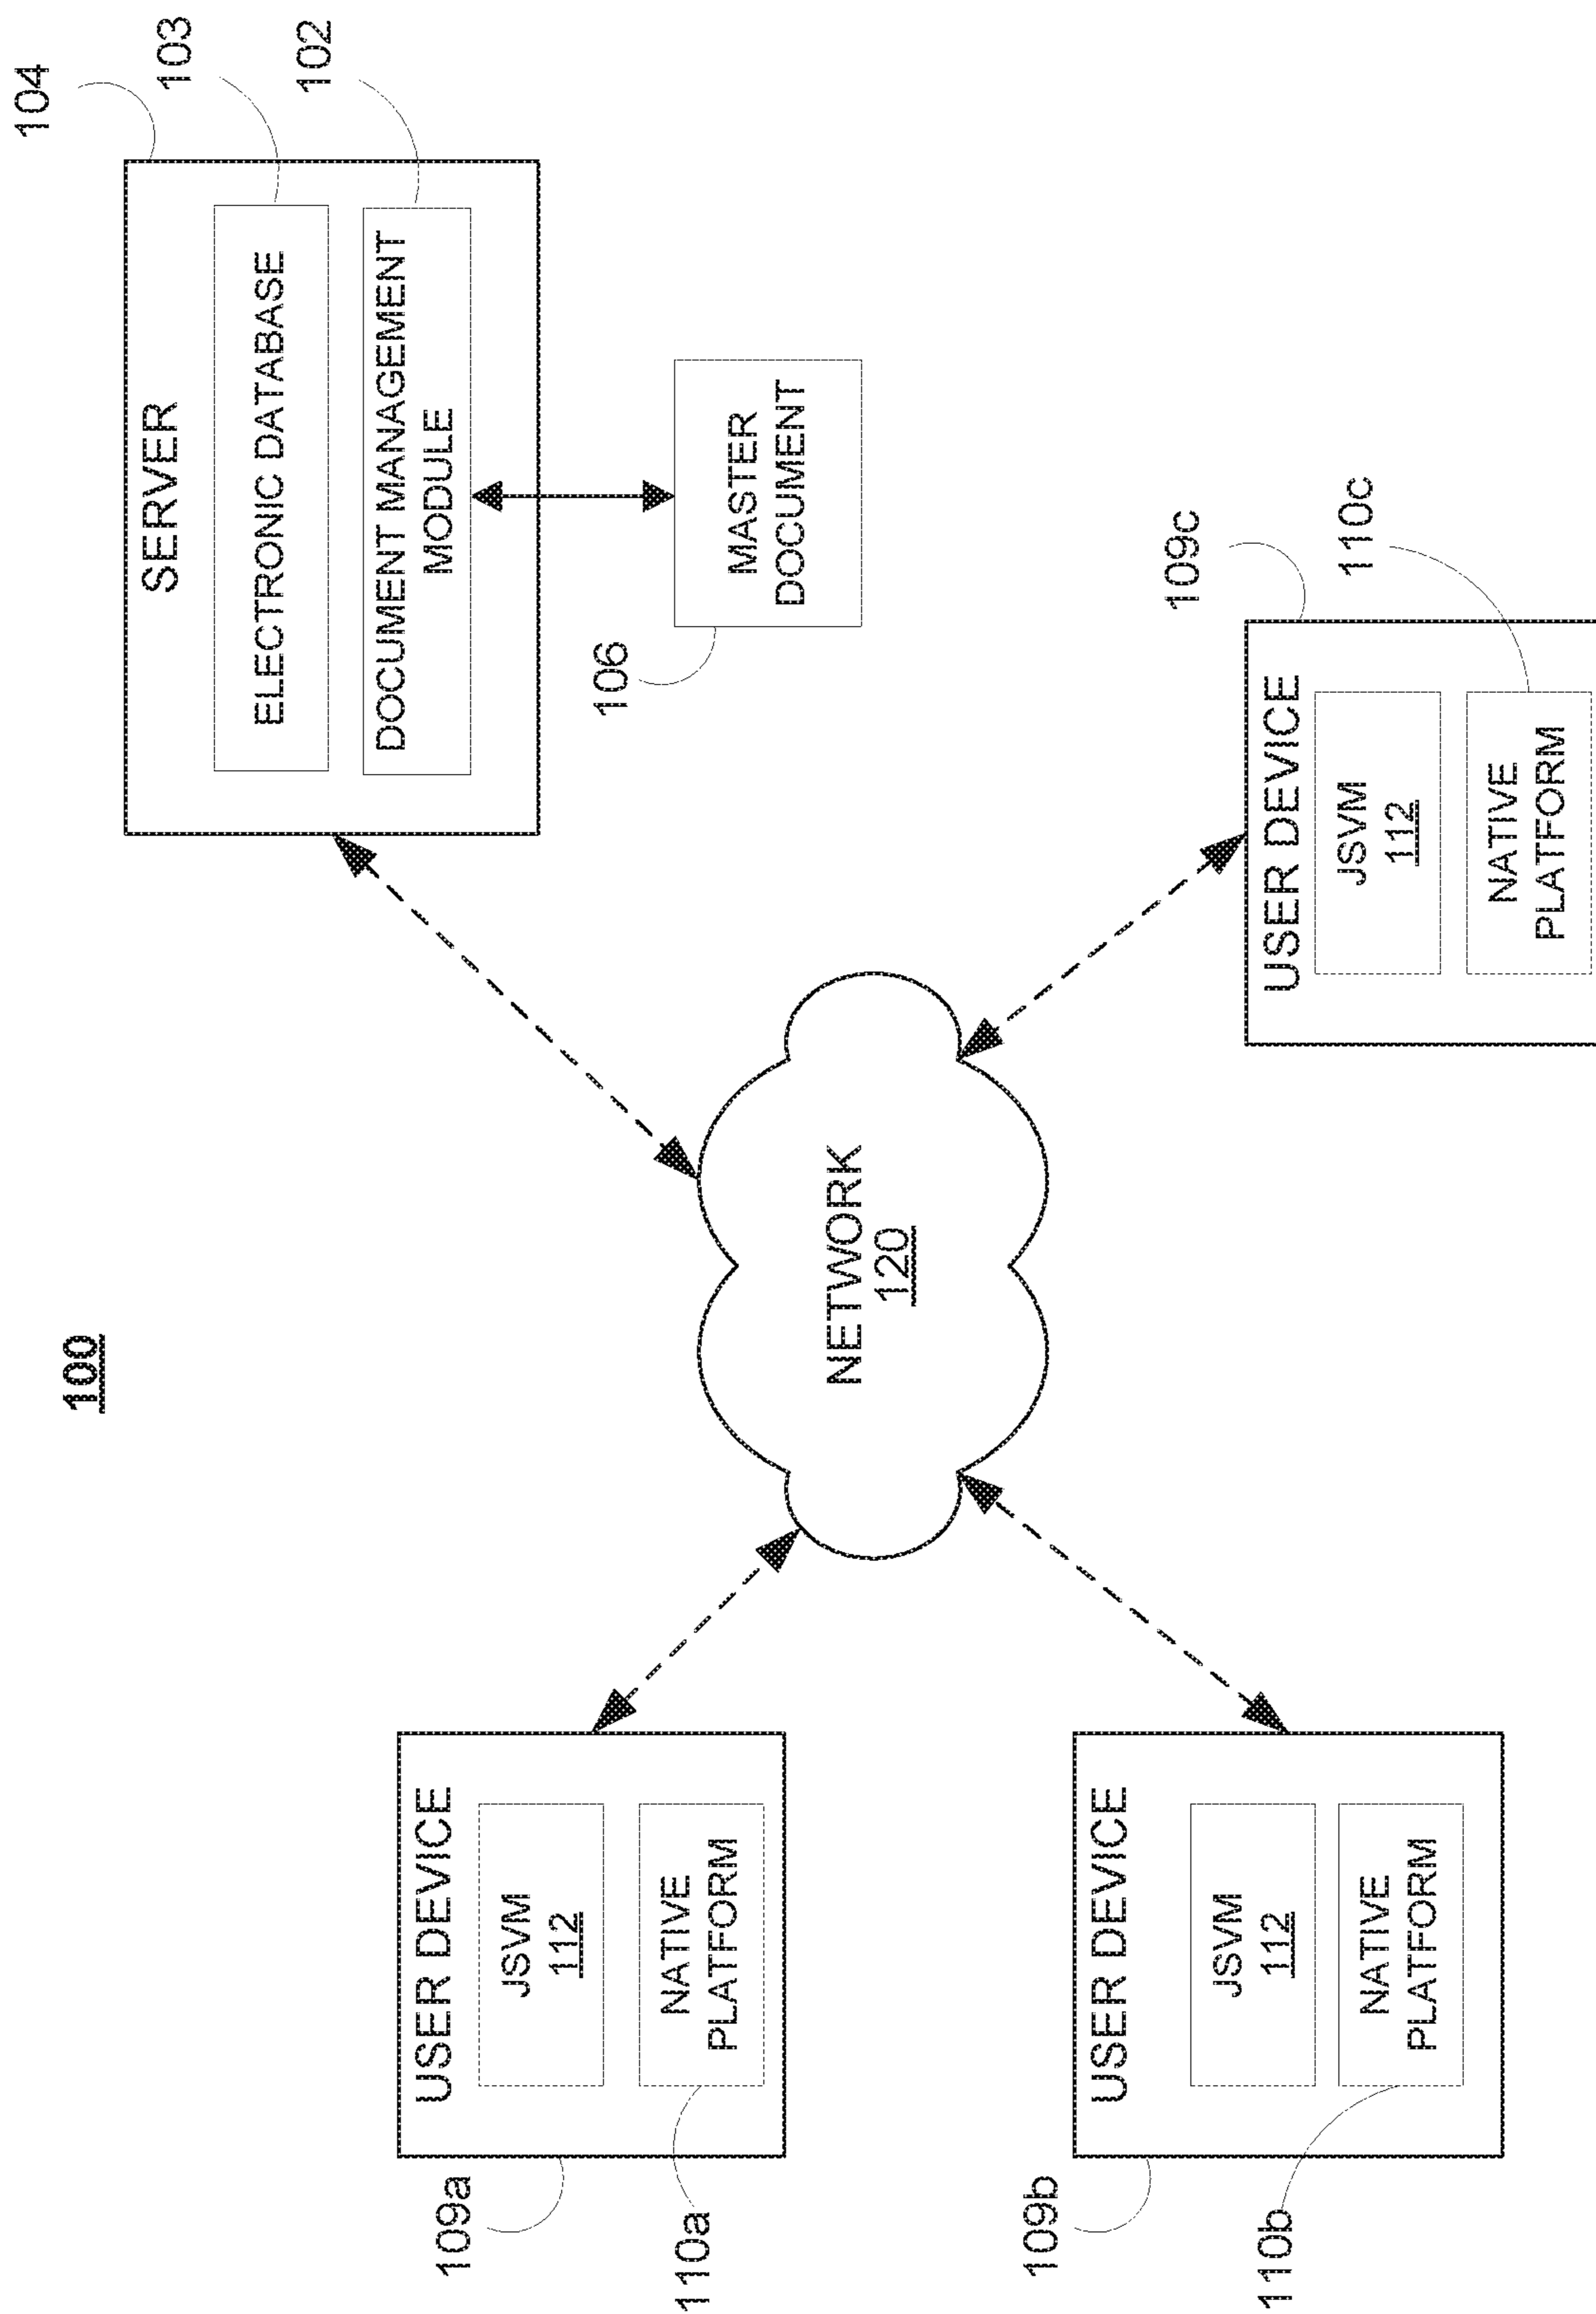 100
104
103
102
SERVER
ELECTRONIC DATABASE
DOCUMENT MANAGEMENT
MODULE
106
MASTER
DOCUMENT
NETWORK
120
109a
USER DEVICE
JSVM
112
NATIVE
PLATFORM
110a
109b
USER DEVICE
JSVM
112
NATIVE
PLATFORM
110b
109c
USER DEVICE
JSVM
112
110c
NATIVE
PLATFORM